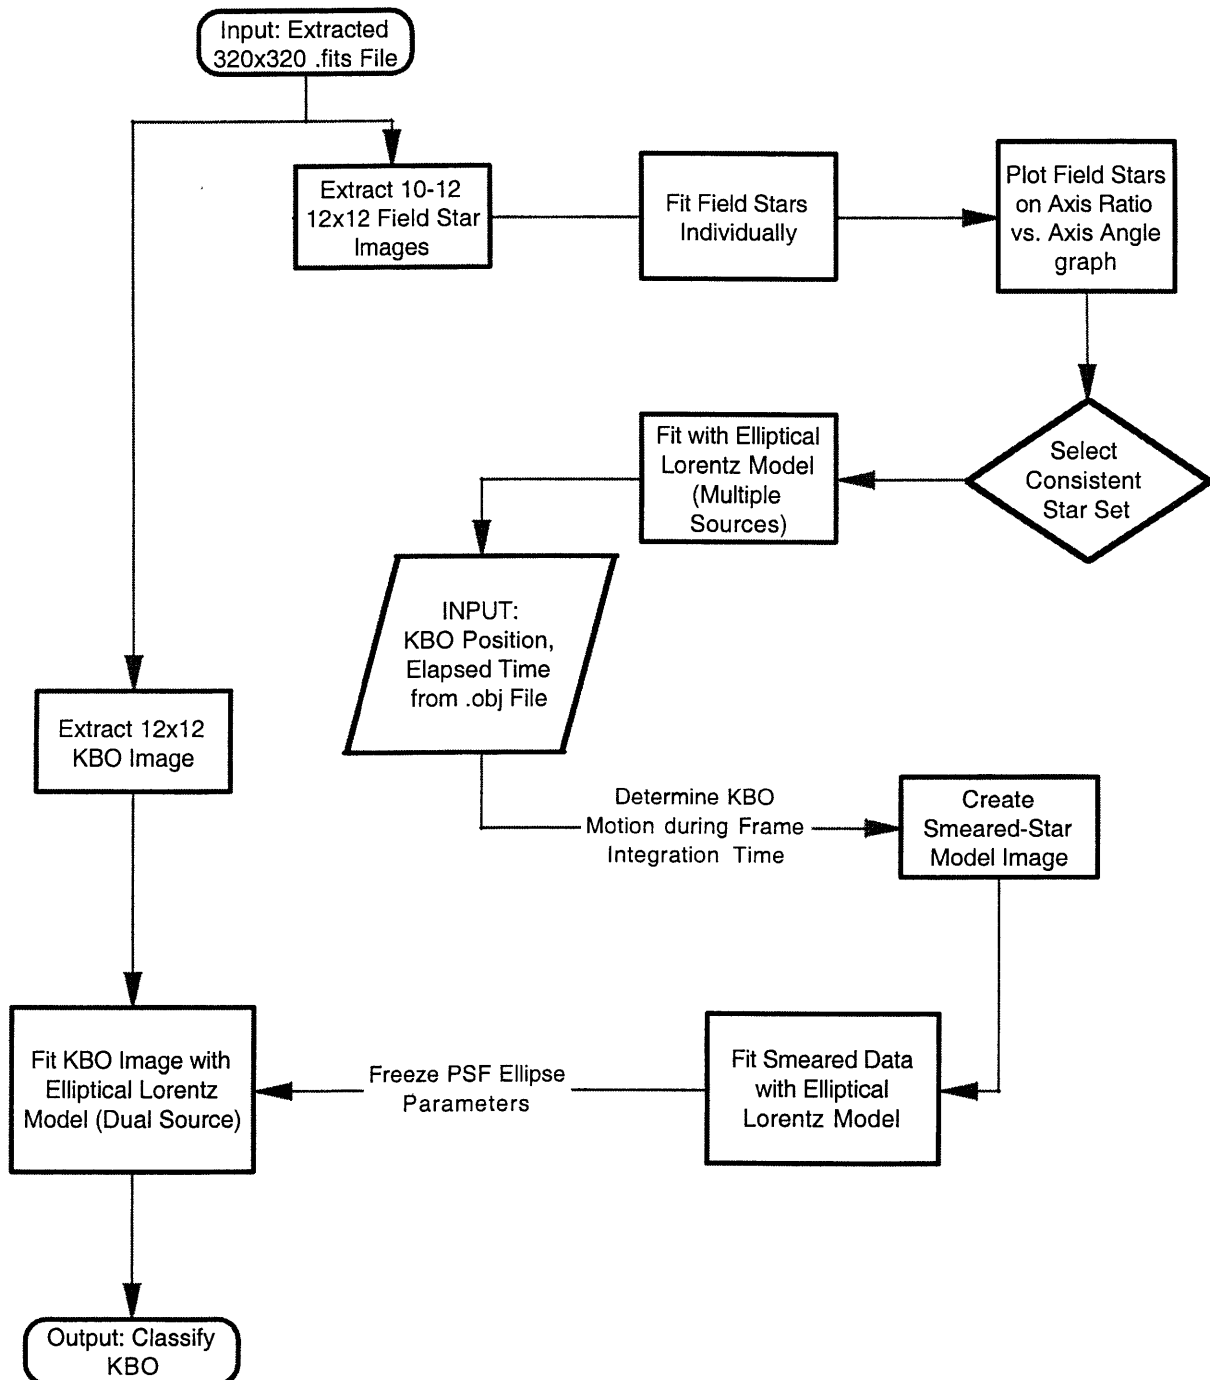 Input: Extracted
320x320 .fits File
Extract 10-12
12x12 Field Star
Images
Fit Field Stars
Individually
Plot Field Stars
on Axis Ratio
vs. Axis Angle
graph
Select
Consistent
Star Set
Fit with Elliptical
Lorentz Model
(Multiple
Sources)
INPUT:
KBO Position,
Elapsed Time
from .obj File
Extract 12x12
KBO Image
Determine KBO
Motion during Frame
Integration Time
Create
Smeared-Star
Model Image
Fit Smeared Data
with Elliptical
Lorentz Model
Freeze PSF Ellipse
Parameters
Fit KBO Image with
Elliptical Lorentz
Model (Dual Source)
Output: Classify
KBO